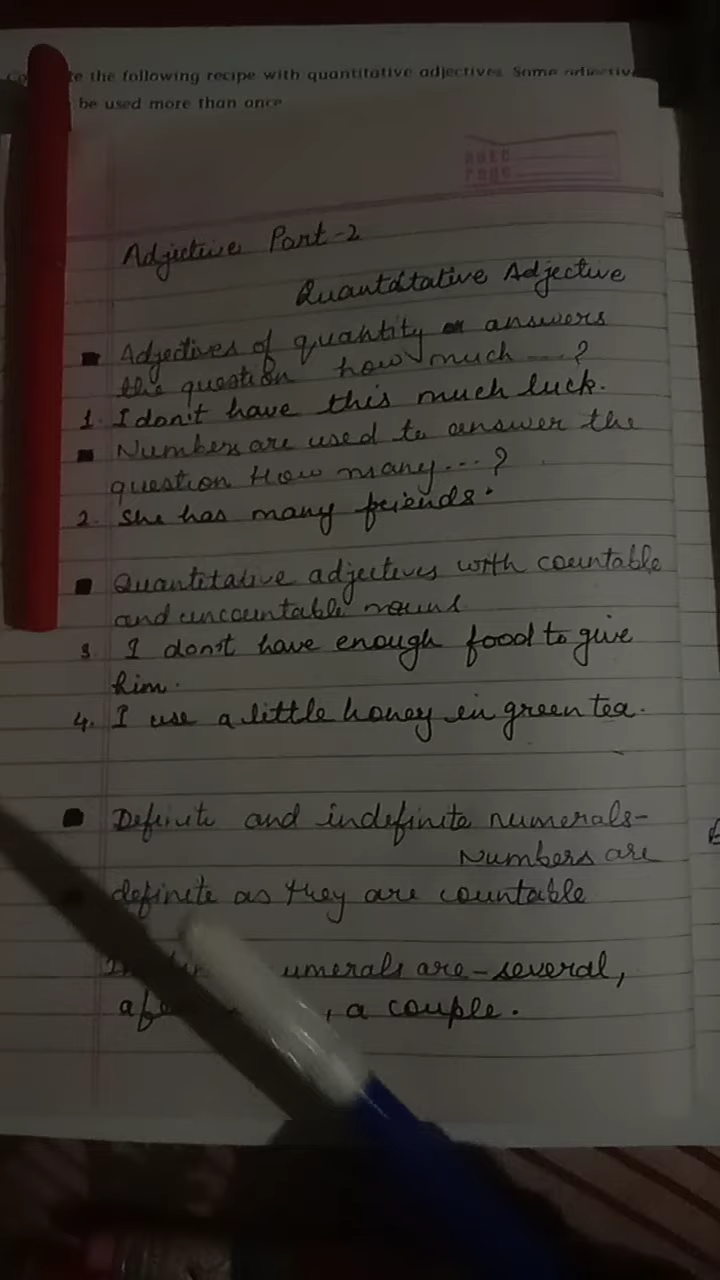 te the following recipe with quantitative adjectives. Some adjective
be used more than once
DATE
PAGE
Adjective Part-2
Quantitative Adjective
Adjectives of quantity answers
the question how much ....?
1. I don't have this much luck.
Numbers are used to answer the
question How many....?
2. She has many friends.
Quantitative adjectives with countable
and uncountable nouns
3. I don't have enough food to give
him.
4. I use a little honey in green tea.
Definite and indefinite numerals-
Numbers are
definite as they are countable
umerals are - several,
, a couple.